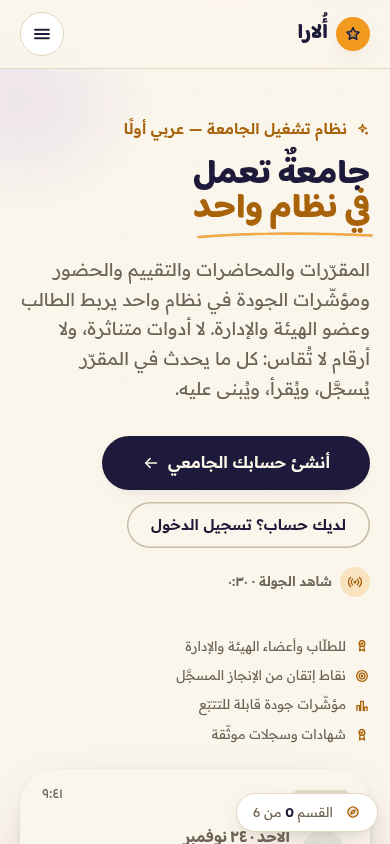 ألارا
نظام تشغيل الجامعة — عربي أولًا
جامعةٌ تعمل
في نظام واحد
المقرّرات والمحاضرات والتقييم والحضور
ومؤشّرات الجودة في نظام واحد يربط الطالب
وعضو الهيئة والإدارة. لا أدوات متناثرة، ولا
أرقام لا تُقاس: كل ما يحدث في المقرّر
يُسجَّل، ويُقرأ، ويُبنى عليه.
أنشئ حسابك الجامعي ←
لديك حساب؟ تسجيل الدخول
شاهد الجولة · ٠:٣٠
للطلّاب وأعضاء الهيئة والإدارة
نقاط إتقان من الإنجاز المسجَّل
مؤشّرات جودة قابلة للتتبّع
شهادات وسجلات موثّقة
٩:٤١
القسم 0 من 6
الأحد · ٢٤ نوفمبر